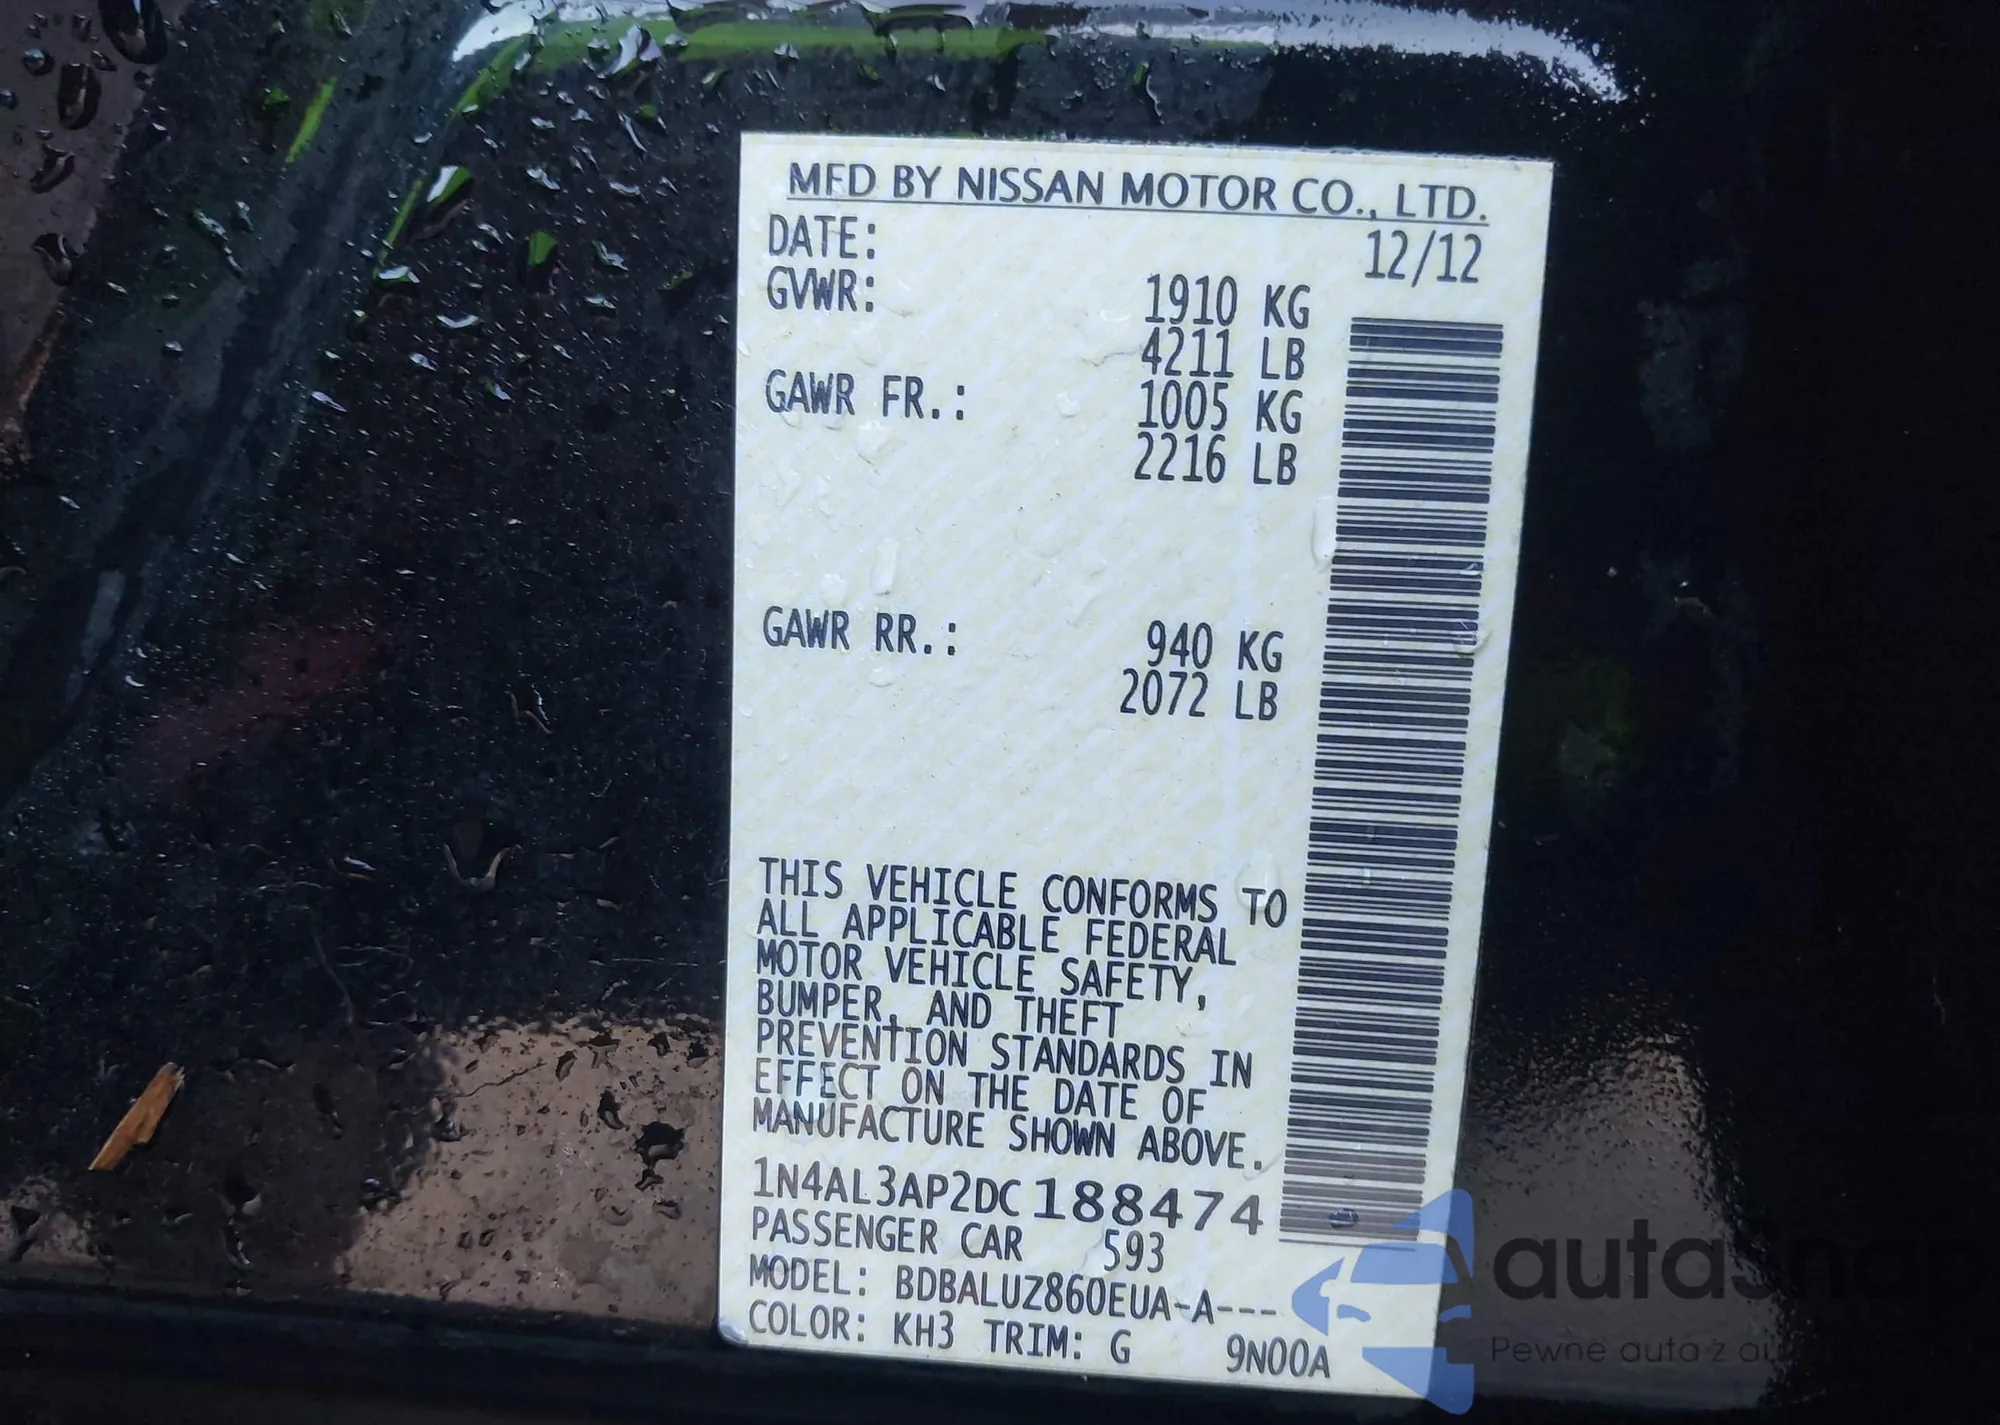 MFD BY NISSAN MOTOR CO., LTD.
DATE: 12/12
GVWR: 1910 KG
4211 LB
GAWR FR.: 1005 KG
2216 LB
GAWR RR.: 940 KG
2072 LB
THIS VEHICLE CONFORMS TO
ALL APPLICABLE FEDERAL
MOTOR VEHICLE SAFETY,
BUMPER, AND THEFT
PREVENTION STANDARDS IN
EFFECT ON THE DATE OF
MANUFACTURE SHOWN ABOVE.
1N4AL3AP2DC188474
PASSENGER CAR 593
MODEL: BDBALUZ860EUA-A---
COLOR: KH3 TRIM: G 9N00A
Pewne auta z